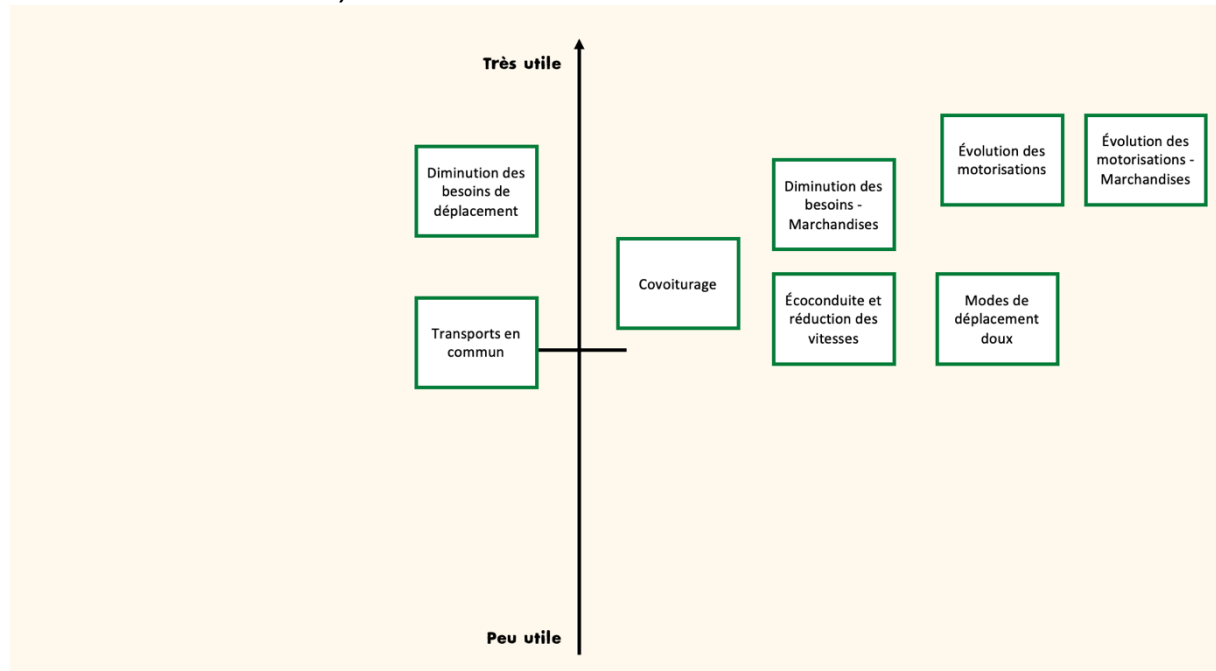 Très utile
Diminution des
besoins de
déplacement
Transports en
commun
Covoiturage
Diminution des
besoins -
Marchandises
Écoconduite et
réduction des
vitesses
Évolution des
motorisations
Modes de
déplacement
doux
Évolution des
motorisations -
Marchandises
Peu utile